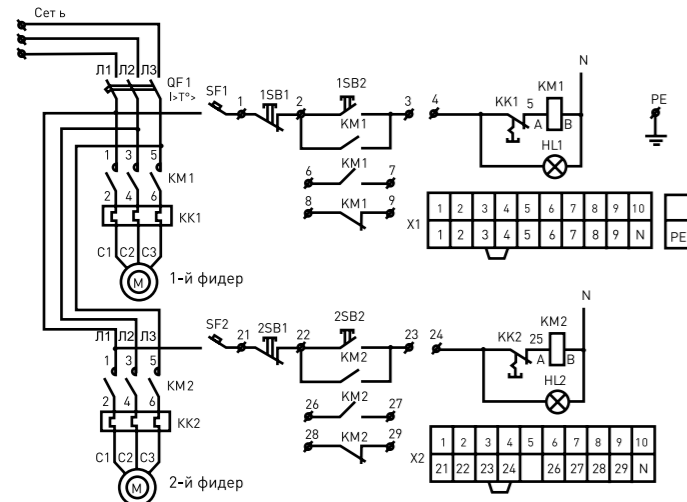 Сеть
Л1 Л2 Л3
QF1
I>T°>
SF1
1
1SB1
2
1SB2
KM1
3
4
KK1
5
A
KM1
B
HL1
N
PE
1 3 5
KM1
2 4 6
KK1
C1 C2 C3
M
1-й фидер
6
KM1
7
8
KM1
9
X1
1 2 3 4 5 6 7 8 9 10
1 2 3 4 5 6 7 8 9 N
PE
Л1 Л2 Л3
SF2
21
2SB1
22
2SB2
KM2
23
24
KK2
25
A
KM2
B
HL2
N
1 3 5
KM2
2 4 6
KK2
C1 C2 C3
M
2-й фидер
26
KM2
27
28
KM2
29
X2
1 2 3 4 5 6 7 8 9 10
21 22 23 24 26 27 28 29 N